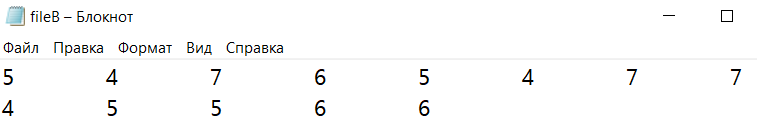 fileB – Блокнот
Файл Правка Формат Вид Справка
5 4 7 6 5 4 7 7
4 5 5 6 6